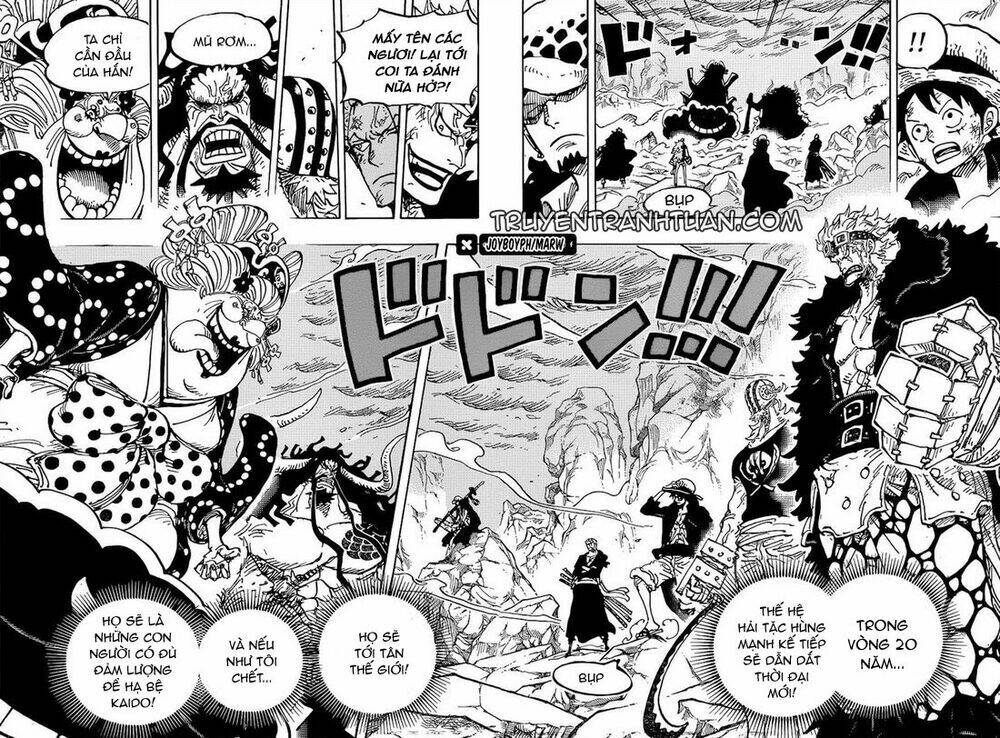 !!
ドォン!!
BỤP
MẤY TÊN CÁC
NGƯƠI! LẠI TỚI
COI TA ĐÁNH
NỮA HỞ?!
MŨ RƠM...
TA CHỈ
CẦN ĐẦU
CỦA HẮN!
TRUYENTRANHTUAN.COM
JOYBOYPH/MARW
ドドン!!!
TRONG
VÒNG 20
NĂM...
THẾ HỆ
HẢI TẶC HÙNG
MẠNH KẾ TIẾP
SẼ DẪN DẮT
THỜI ĐẠI
MỚI!
BỤP
HỌ SẼ
TỚI TÂN
THẾ GIỚI!
VÀ NẾU
NHƯ TÔI
CHẾT...
HỌ SẼ LÀ
NHỮNG CON
NGƯỜI CÓ ĐỦ
ĐẢM LƯỢNG
ĐỂ HẠ BỆ
KAIDO!